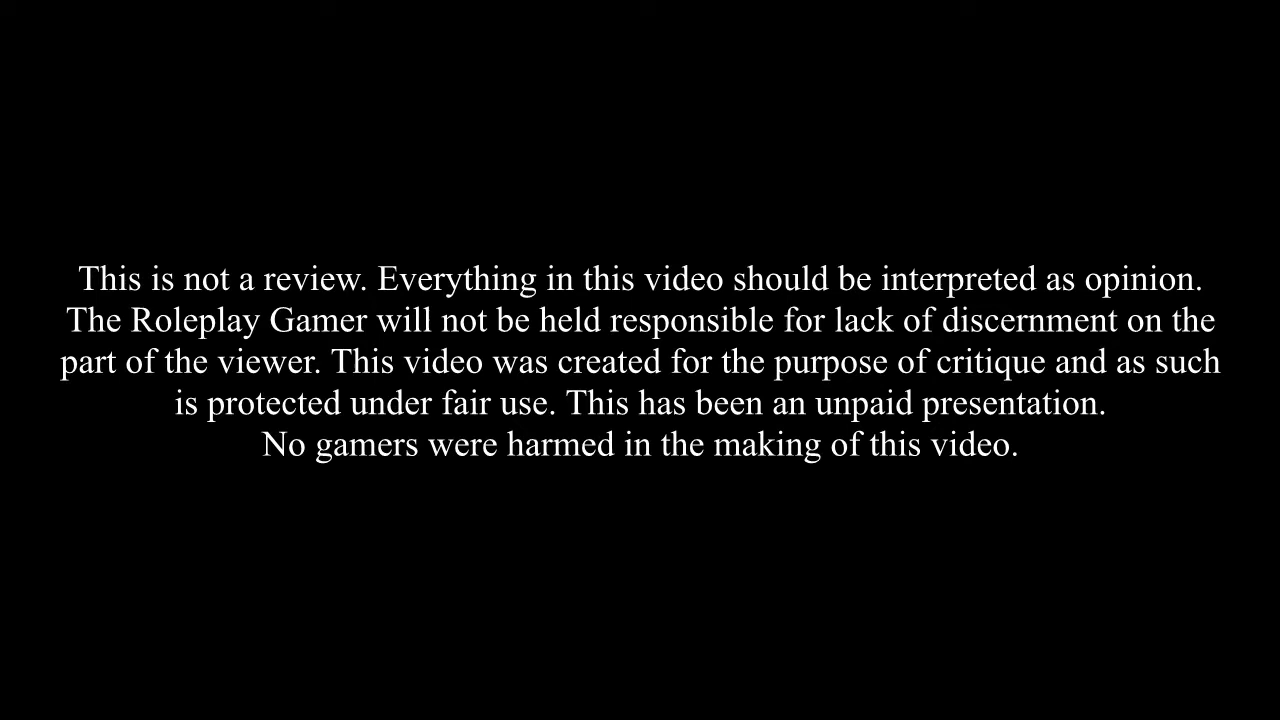 This is not a review. Everything in this video should be interpreted as opinion.
The Roleplay Gamer will not be held responsible for lack of discernment on the
part of the viewer. This video was created for the purpose of critique and as such
is protected under fair use. This has been an unpaid presentation.
No gamers were harmed in the making of this video.